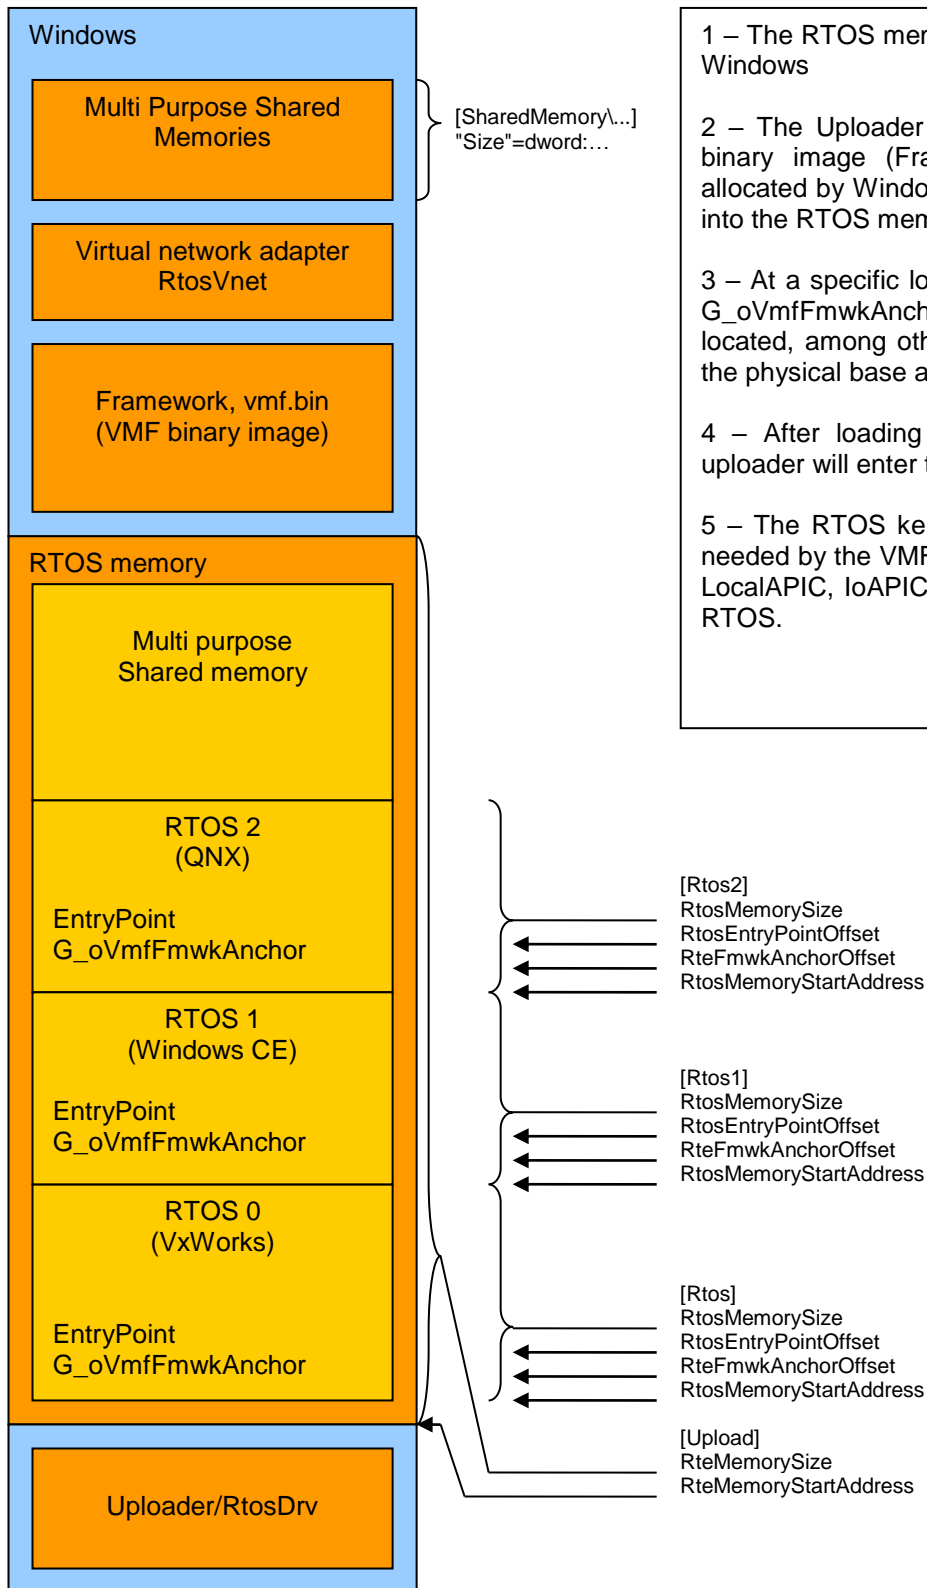 Windows
Multi Purpose Shared
Memories
[SharedMemory\...]
"Size"=dword:…
Virtual network adapter
RtosVnet
Framework, vmf.bin
(VMF binary image)
RTOS memory
Multi purpose
Shared memory
RTOS 2
(QNX)
EntryPoint
G_oVmfFmwkAnchor
RTOS 1
(Windows CE)
EntryPoint
G_oVmfFmwkAnchor
RTOS 0
(VxWorks)
EntryPoint
G_oVmfFmwkAnchor
Uploader/RtosDrv
1 – The RTOS
Windows
2 – The Uploader
binary image
allocated by
into the RTOS
3 – At a specific
located, among
the physical base
4 – After loading
uploader will enter
5 – The RTOS
needed by the
LocalAPIC, IoAPIC
RTOS.
[Rtos2]
RtosMemorySize
RtosEntryPointOffset
RteFmwkAnchorOffset
RtosMemoryStartAddress
[Rtos1]
RtosMemorySize
RtosEntryPointOffset
RteFmwkAnchorOffset
RtosMemoryStartAddress
[Rtos]
RtosMemorySize
RtosEntryPointOffset
RteFmwkAnchorOffset
RtosMemoryStartAddress
[Upload]
RteMemorySize
RteMemoryStartAddress